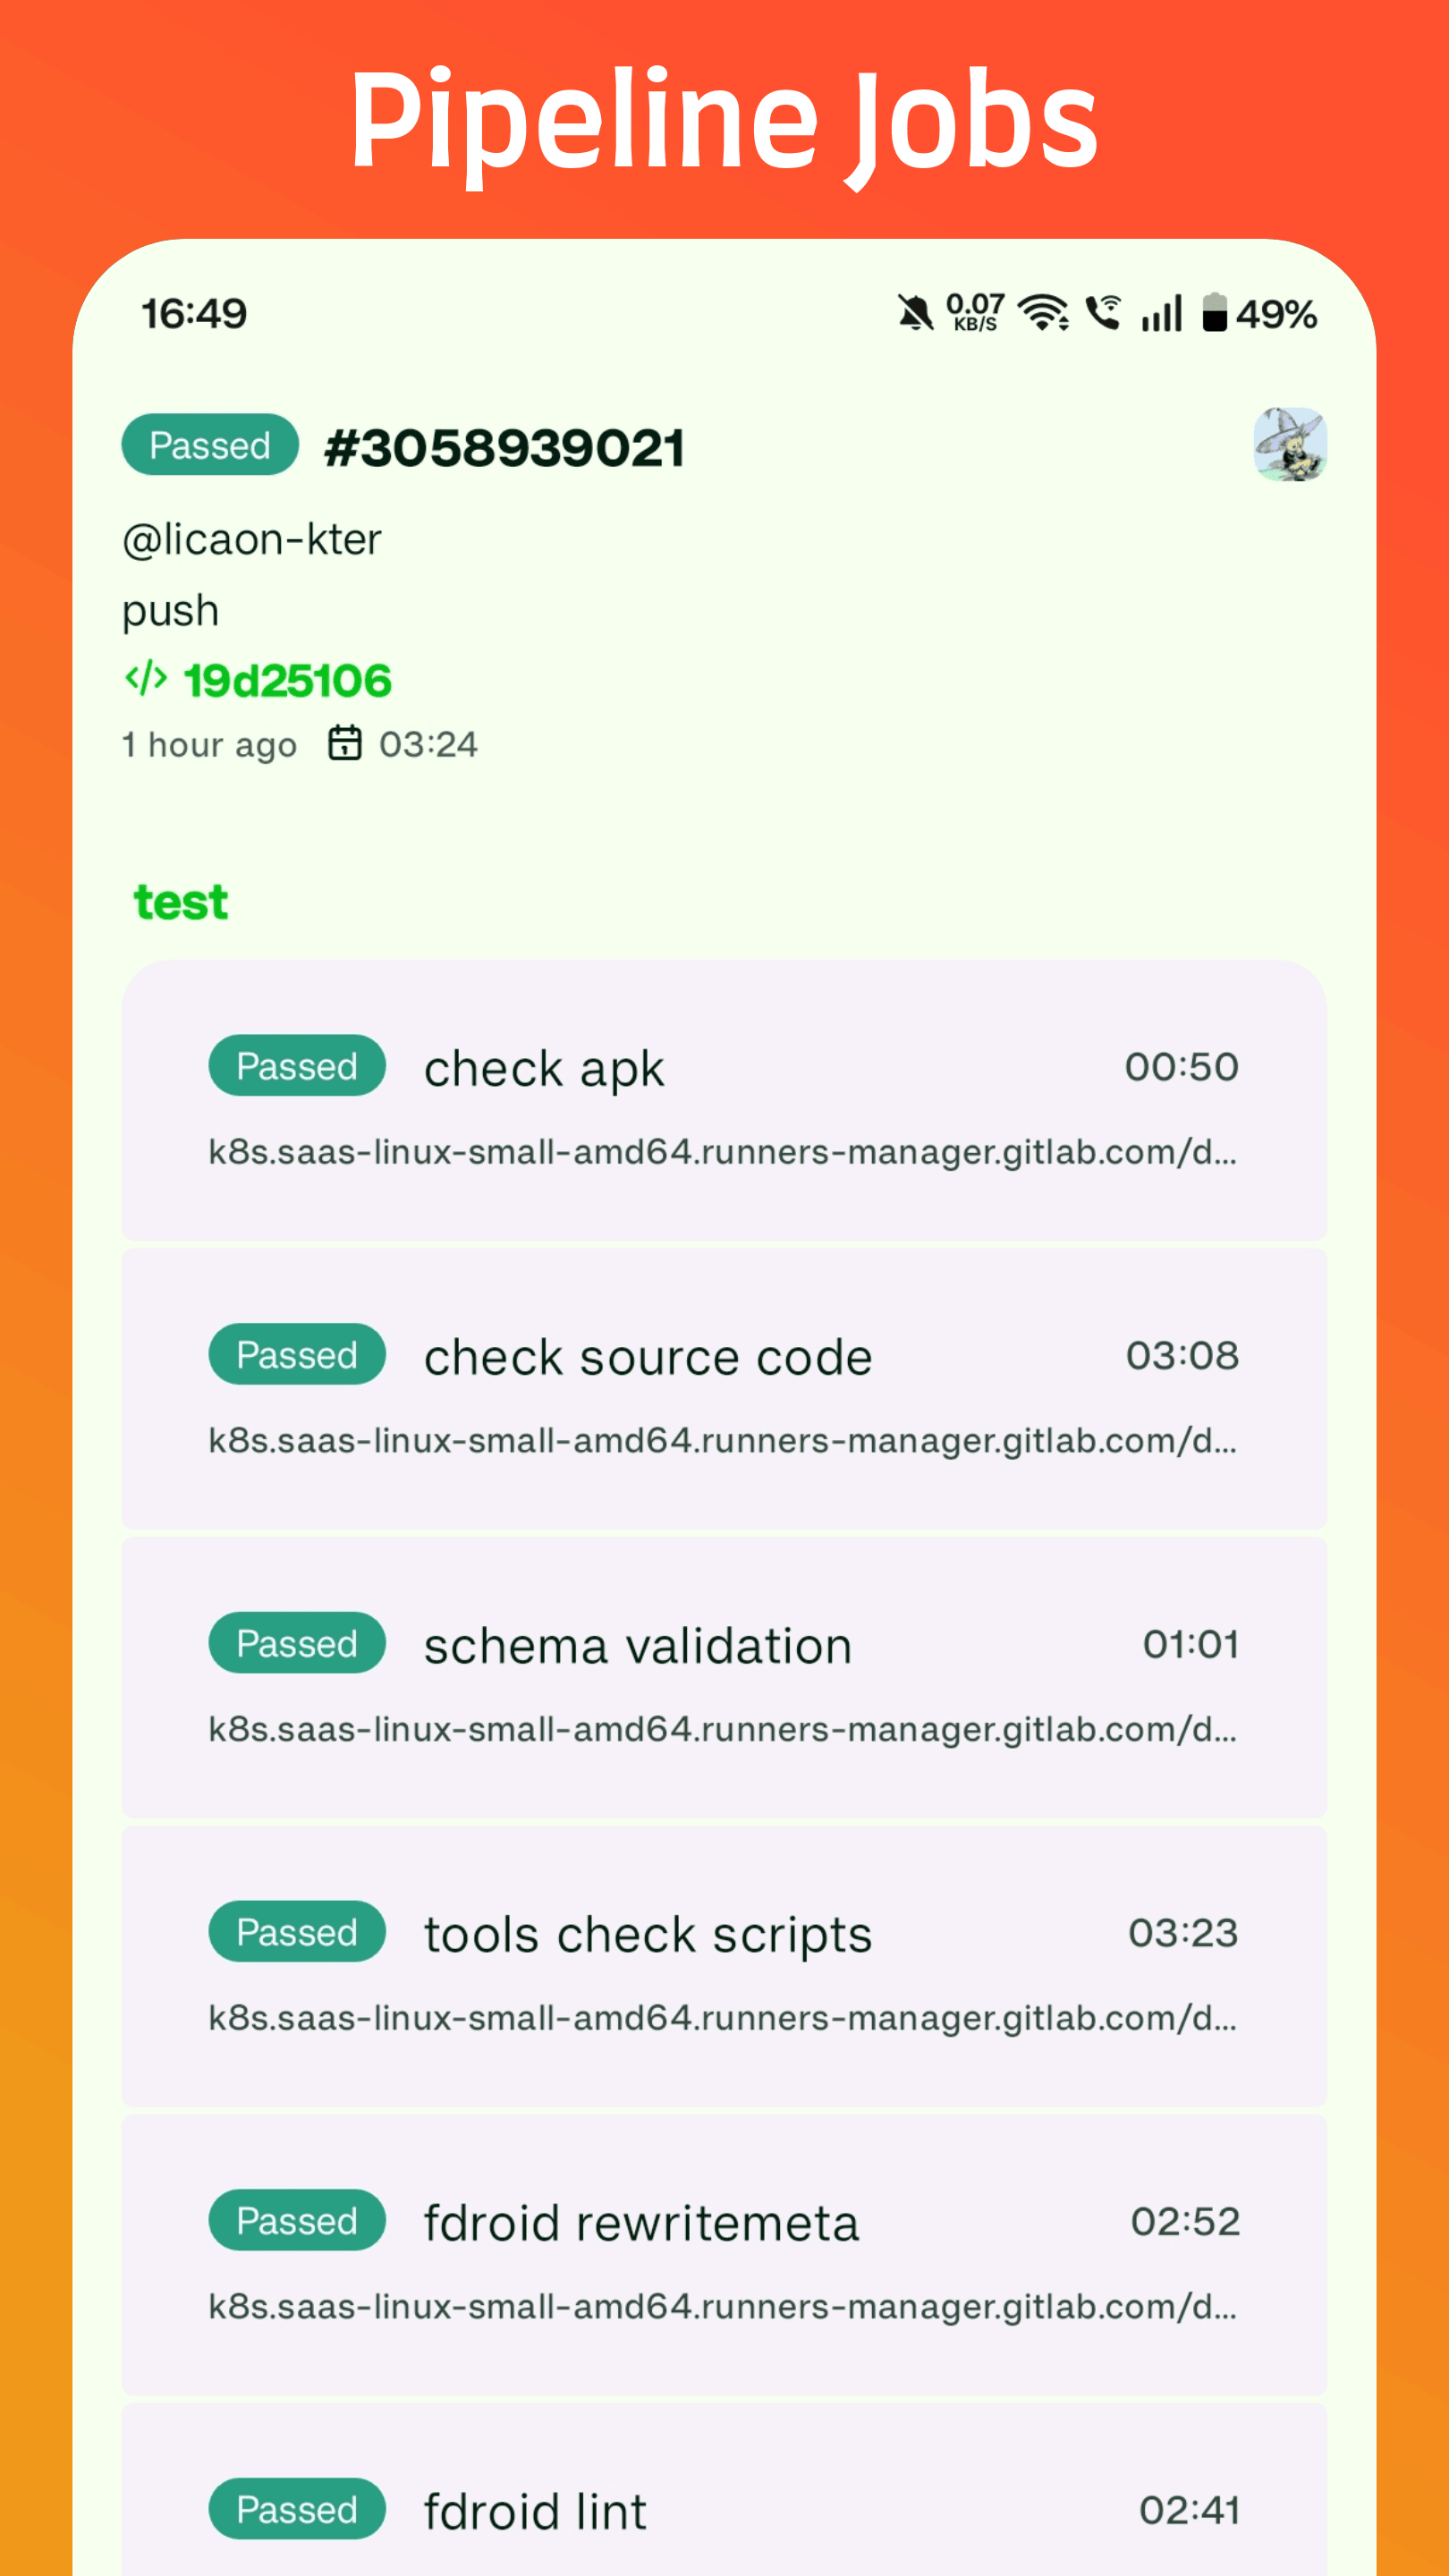 Pipeline Jobs
16:49
0.07
KB/S
49%
Passed #3058939021
@licaon-kter
push
</> 19d25106
1 hour ago 03:24
test
Passed check apk 00:50
k8s.saas-linux-small-amd64.runners-manager.gitlab.com/d...
Passed check source code 03:08
k8s.saas-linux-small-amd64.runners-manager.gitlab.com/d...
Passed schema validation 01:01
k8s.saas-linux-small-amd64.runners-manager.gitlab.com/d...
Passed tools check scripts 03:23
k8s.saas-linux-small-amd64.runners-manager.gitlab.com/d...
Passed fdroid rewritemeta 02:52
k8s.saas-linux-small-amd64.runners-manager.gitlab.com/d...
Passed fdroid lint 02:41